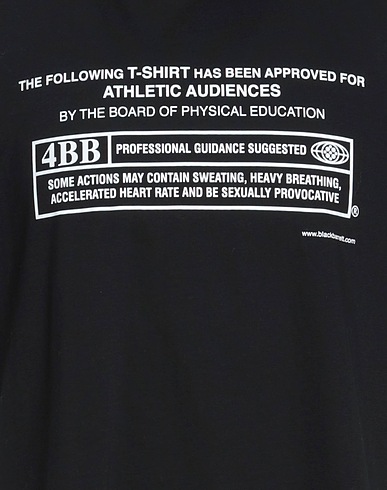 THE FOLLOWING T-SHIRT HAS BEEN APPROVED FOR
ATHLETIC AUDIENCES
BY THE BOARD OF PHYSICAL EDUCATION
4BB PROFESSIONAL GUIDANCE SUGGESTED
SOME ACTIONS MAY CONTAIN SWEATING, HEAVY BREATHING,
ACCELERATED HEART RATE AND BE SEXUALLY PROVOCATIVE
®